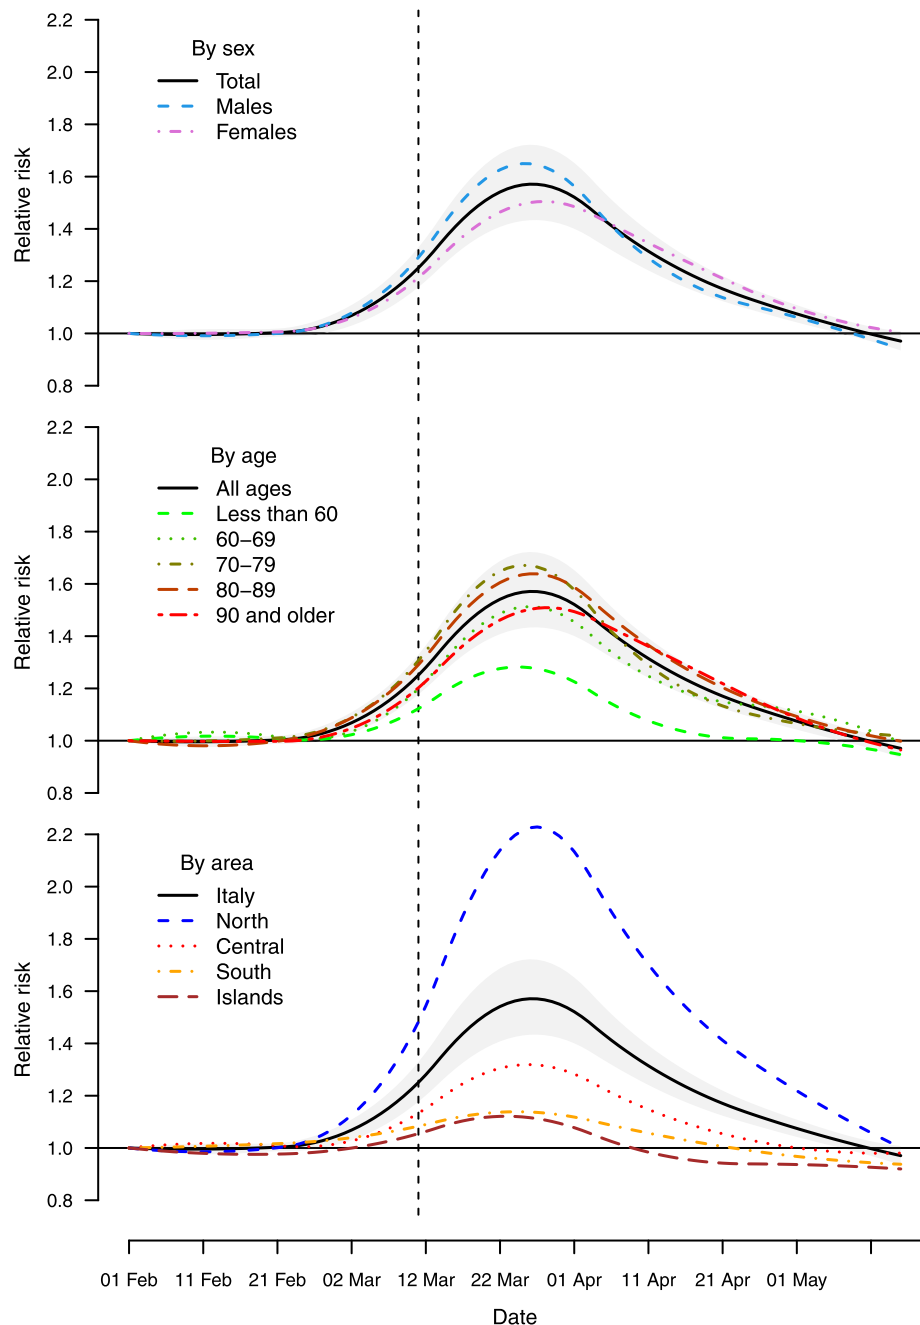 2.2
2.0
1.8
1.6
1.4
1.2
1.0
0.8
Relative risk
By sex
Total
Males
Females
2.2
2.0
1.8
1.6
1.4
1.2
1.0
0.8
Relative risk
By age
All ages
Less than 60
60–69
70–79
80–89
90 and older
2.2
2.0
1.8
1.6
1.4
1.2
1.0
0.8
Relative risk
By area
Italy
North
Central
South
Islands
01 Feb 11 Feb 21 Feb 02 Mar 12 Mar 22 Mar 01 Apr 11 Apr 21 Apr 01 May
Date